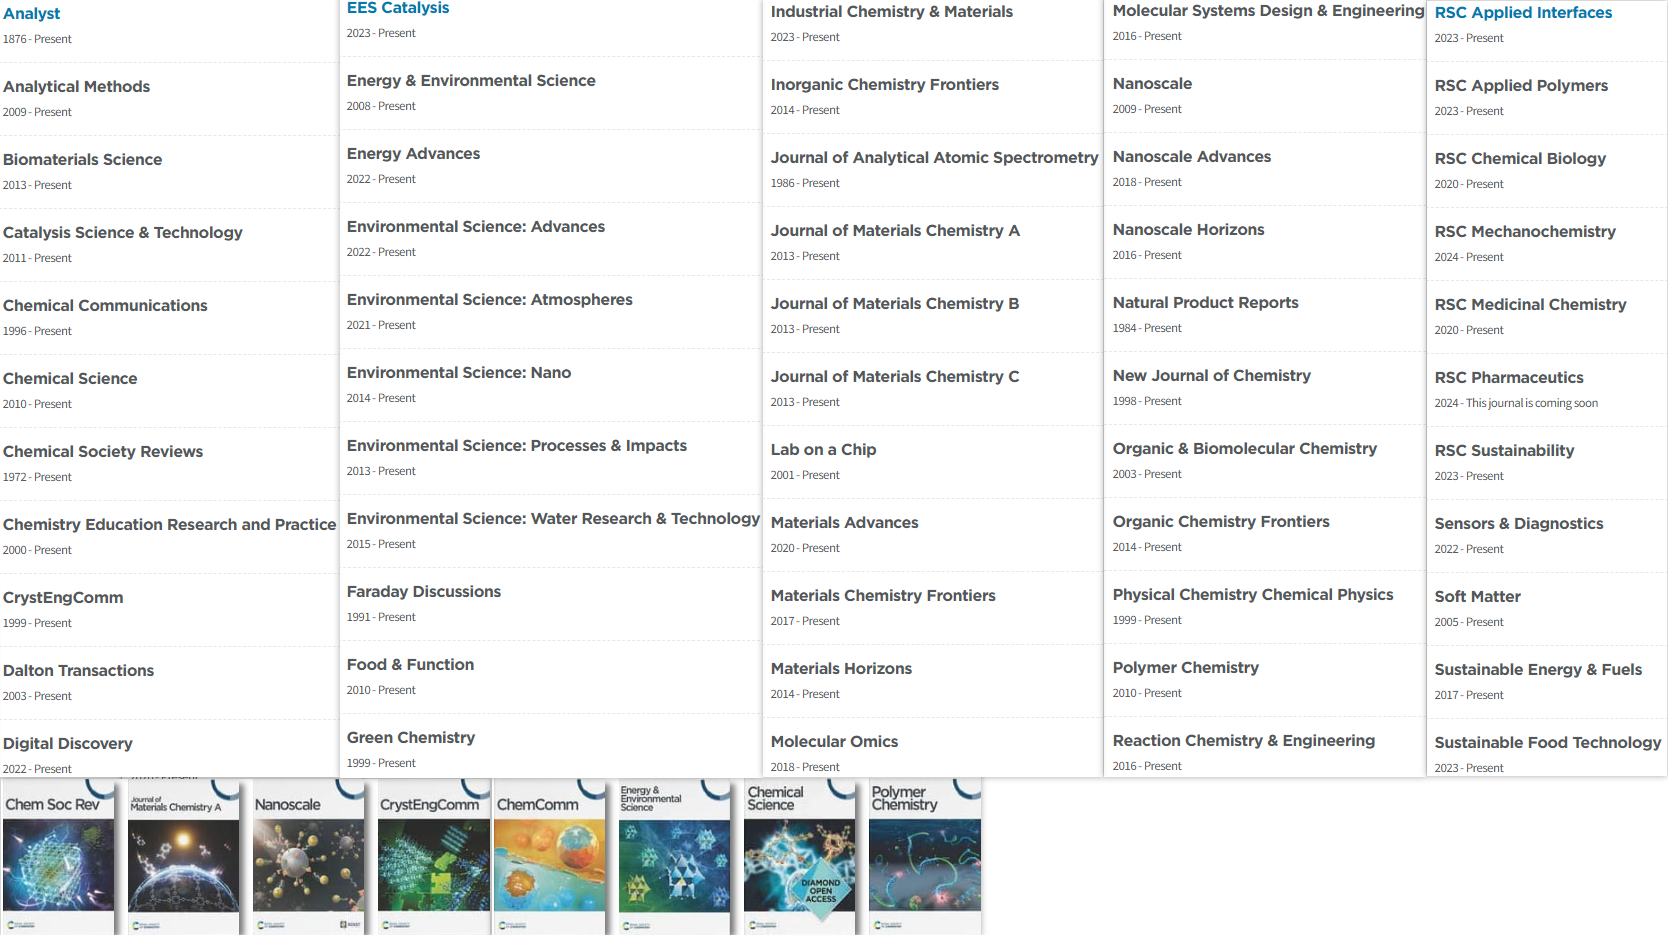 Analyst
1876 - Present
Analytical Methods
2009 - Present
Biomaterials Science
2013 - Present
Catalysis Science & Technology
2011 - Present
Chemical Communications
1996 - Present
Chemical Science
2010 - Present
Chemical Society Reviews
1972 - Present
Chemistry Education Research and Practice
2000 - Present
CrystEngComm
1999 - Present
Dalton Transactions
2003 - Present
Digital Discovery
2022 - Present
EES Catalysis
2023 - Present
Energy & Environmental Science
2008 - Present
Energy Advances
2022 - Present
Environmental Science: Advances
2022 - Present
Environmental Science: Atmospheres
2021 - Present
Environmental Science: Nano
2014 - Present
Environmental Science: Processes & Impacts
2013 - Present
Environmental Science: Water Research & Technology
2015 - Present
Faraday Discussions
1991 - Present
Food & Function
2010 - Present
Green Chemistry
1999 - Present
Industrial Chemistry & Materials
2023 - Present
Inorganic Chemistry Frontiers
2014 - Present
Journal of Analytical Atomic Spectrometry
1986 - Present
Journal of Materials Chemistry A
2013 - Present
Journal of Materials Chemistry B
2013 - Present
Journal of Materials Chemistry C
2013 - Present
Lab on a Chip
2001 - Present
Materials Advances
2020 - Present
Materials Chemistry Frontiers
2017 - Present
Materials Horizons
2014 - Present
Molecular Omics
2018 - Present
Molecular Systems Design & Engineering
2016 - Present
Nanoscale
2009 - Present
Nanoscale Advances
2018 - Present
Nanoscale Horizons
2016 - Present
Natural Product Reports
1984 - Present
New Journal of Chemistry
1998 - Present
Organic & Biomolecular Chemistry
2003 - Present
Organic Chemistry Frontiers
2014 - Present
Physical Chemistry Chemical Physics
1999 - Present
Polymer Chemistry
2010 - Present
Reaction Chemistry & Engineering
2016 - Present
RSC Applied Interfaces
2023 - Present
RSC Applied Polymers
2023 - Present
RSC Chemical Biology
2020 - Present
RSC Mechanochemistry
2024 - Present
RSC Medicinal Chemistry
2020 - Present
RSC Pharmaceutics
2024 - This journal is coming soon
RSC Sustainability
2023 - Present
Sensors & Diagnostics
2022 - Present
Soft Matter
2005 - Present
Sustainable Energy & Fuels
2017 - Present
Sustainable Food Technology
2023 - Present
Chem Soc Rev
Journal of
Materials Chemistry A
Nanoscale
CrystEngComm
ChemComm
Energy &
Environmental
Science
Chemical
Science
DIAMOND
OPEN
ACCESS
Polymer
Chemistry